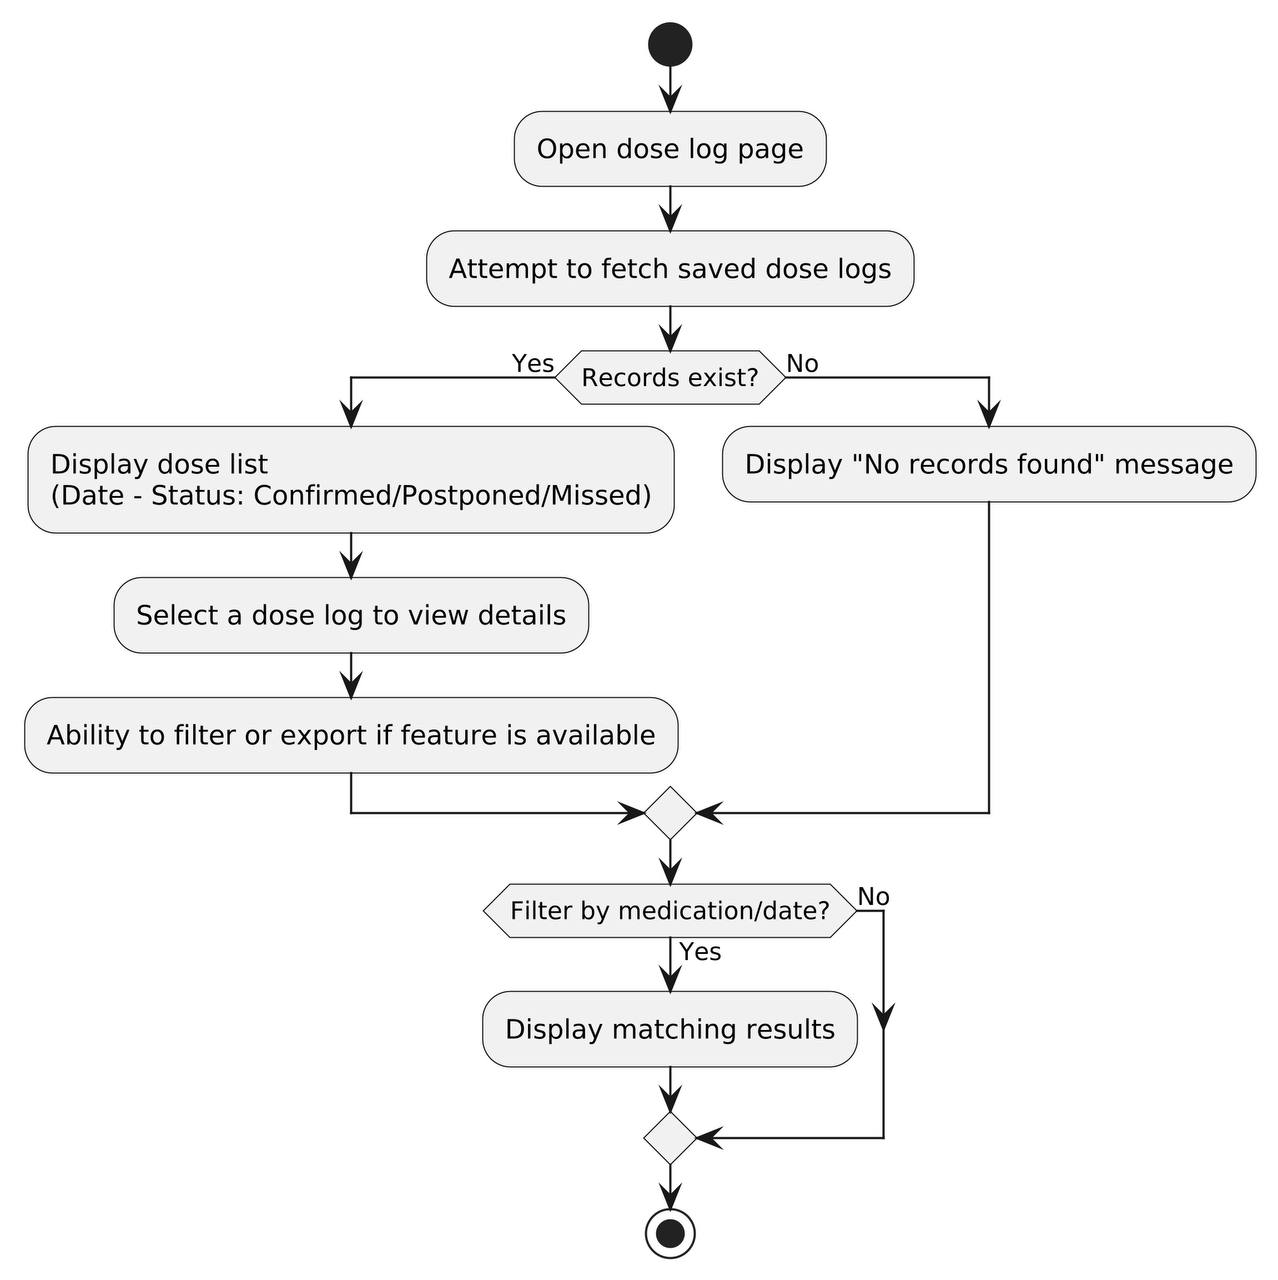 Open dose log page
Attempt to fetch saved dose logs
Yes
Records exist?
No
Display dose list
(Date - Status: Confirmed/Postponed/Missed)
Display "No records found" message
Select a dose log to view details
Ability to filter or export if feature is available
Filter by medication/date?
No
Yes
Display matching results